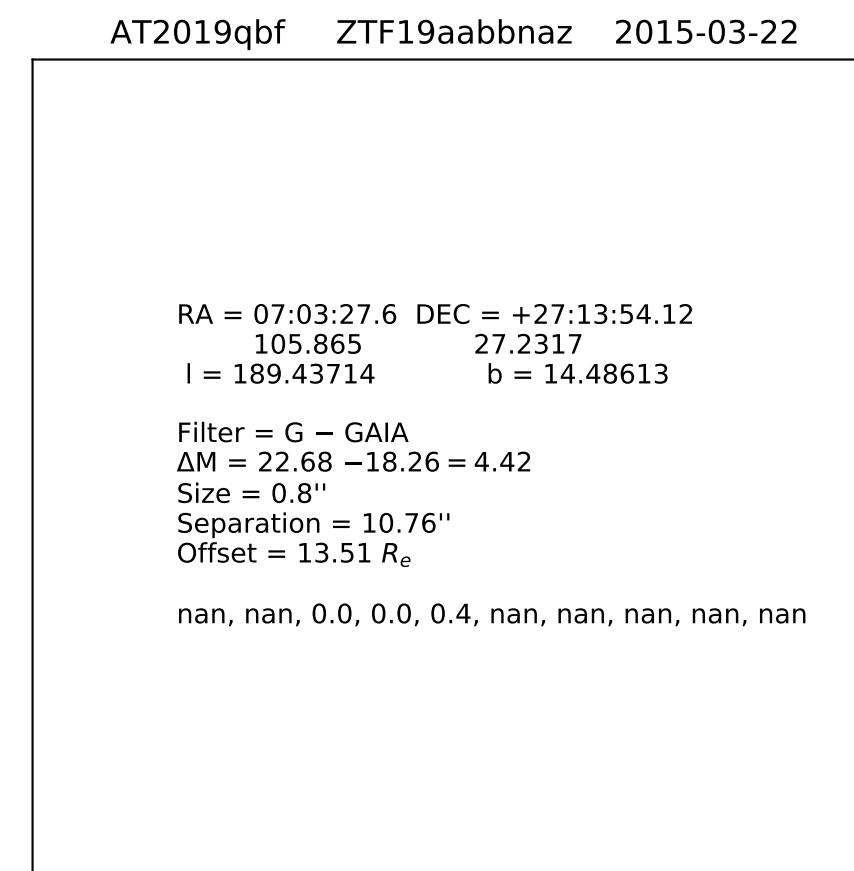 AT2019qbf ZTF19aabbnaz 2015-03-22
RA = 07:03:27.6 DEC = +27:13:54.12
105.865 27.2317
l = 189.43714 b = 14.48613
Filter = G − GAIA
ΔM = 22.68 −18.26 = 4.42
Size = 0.8''
Separation = 10.76''
Offset = 13.51 Re
nan, nan, 0.0, 0.0, 0.4, nan, nan, nan, nan, nan